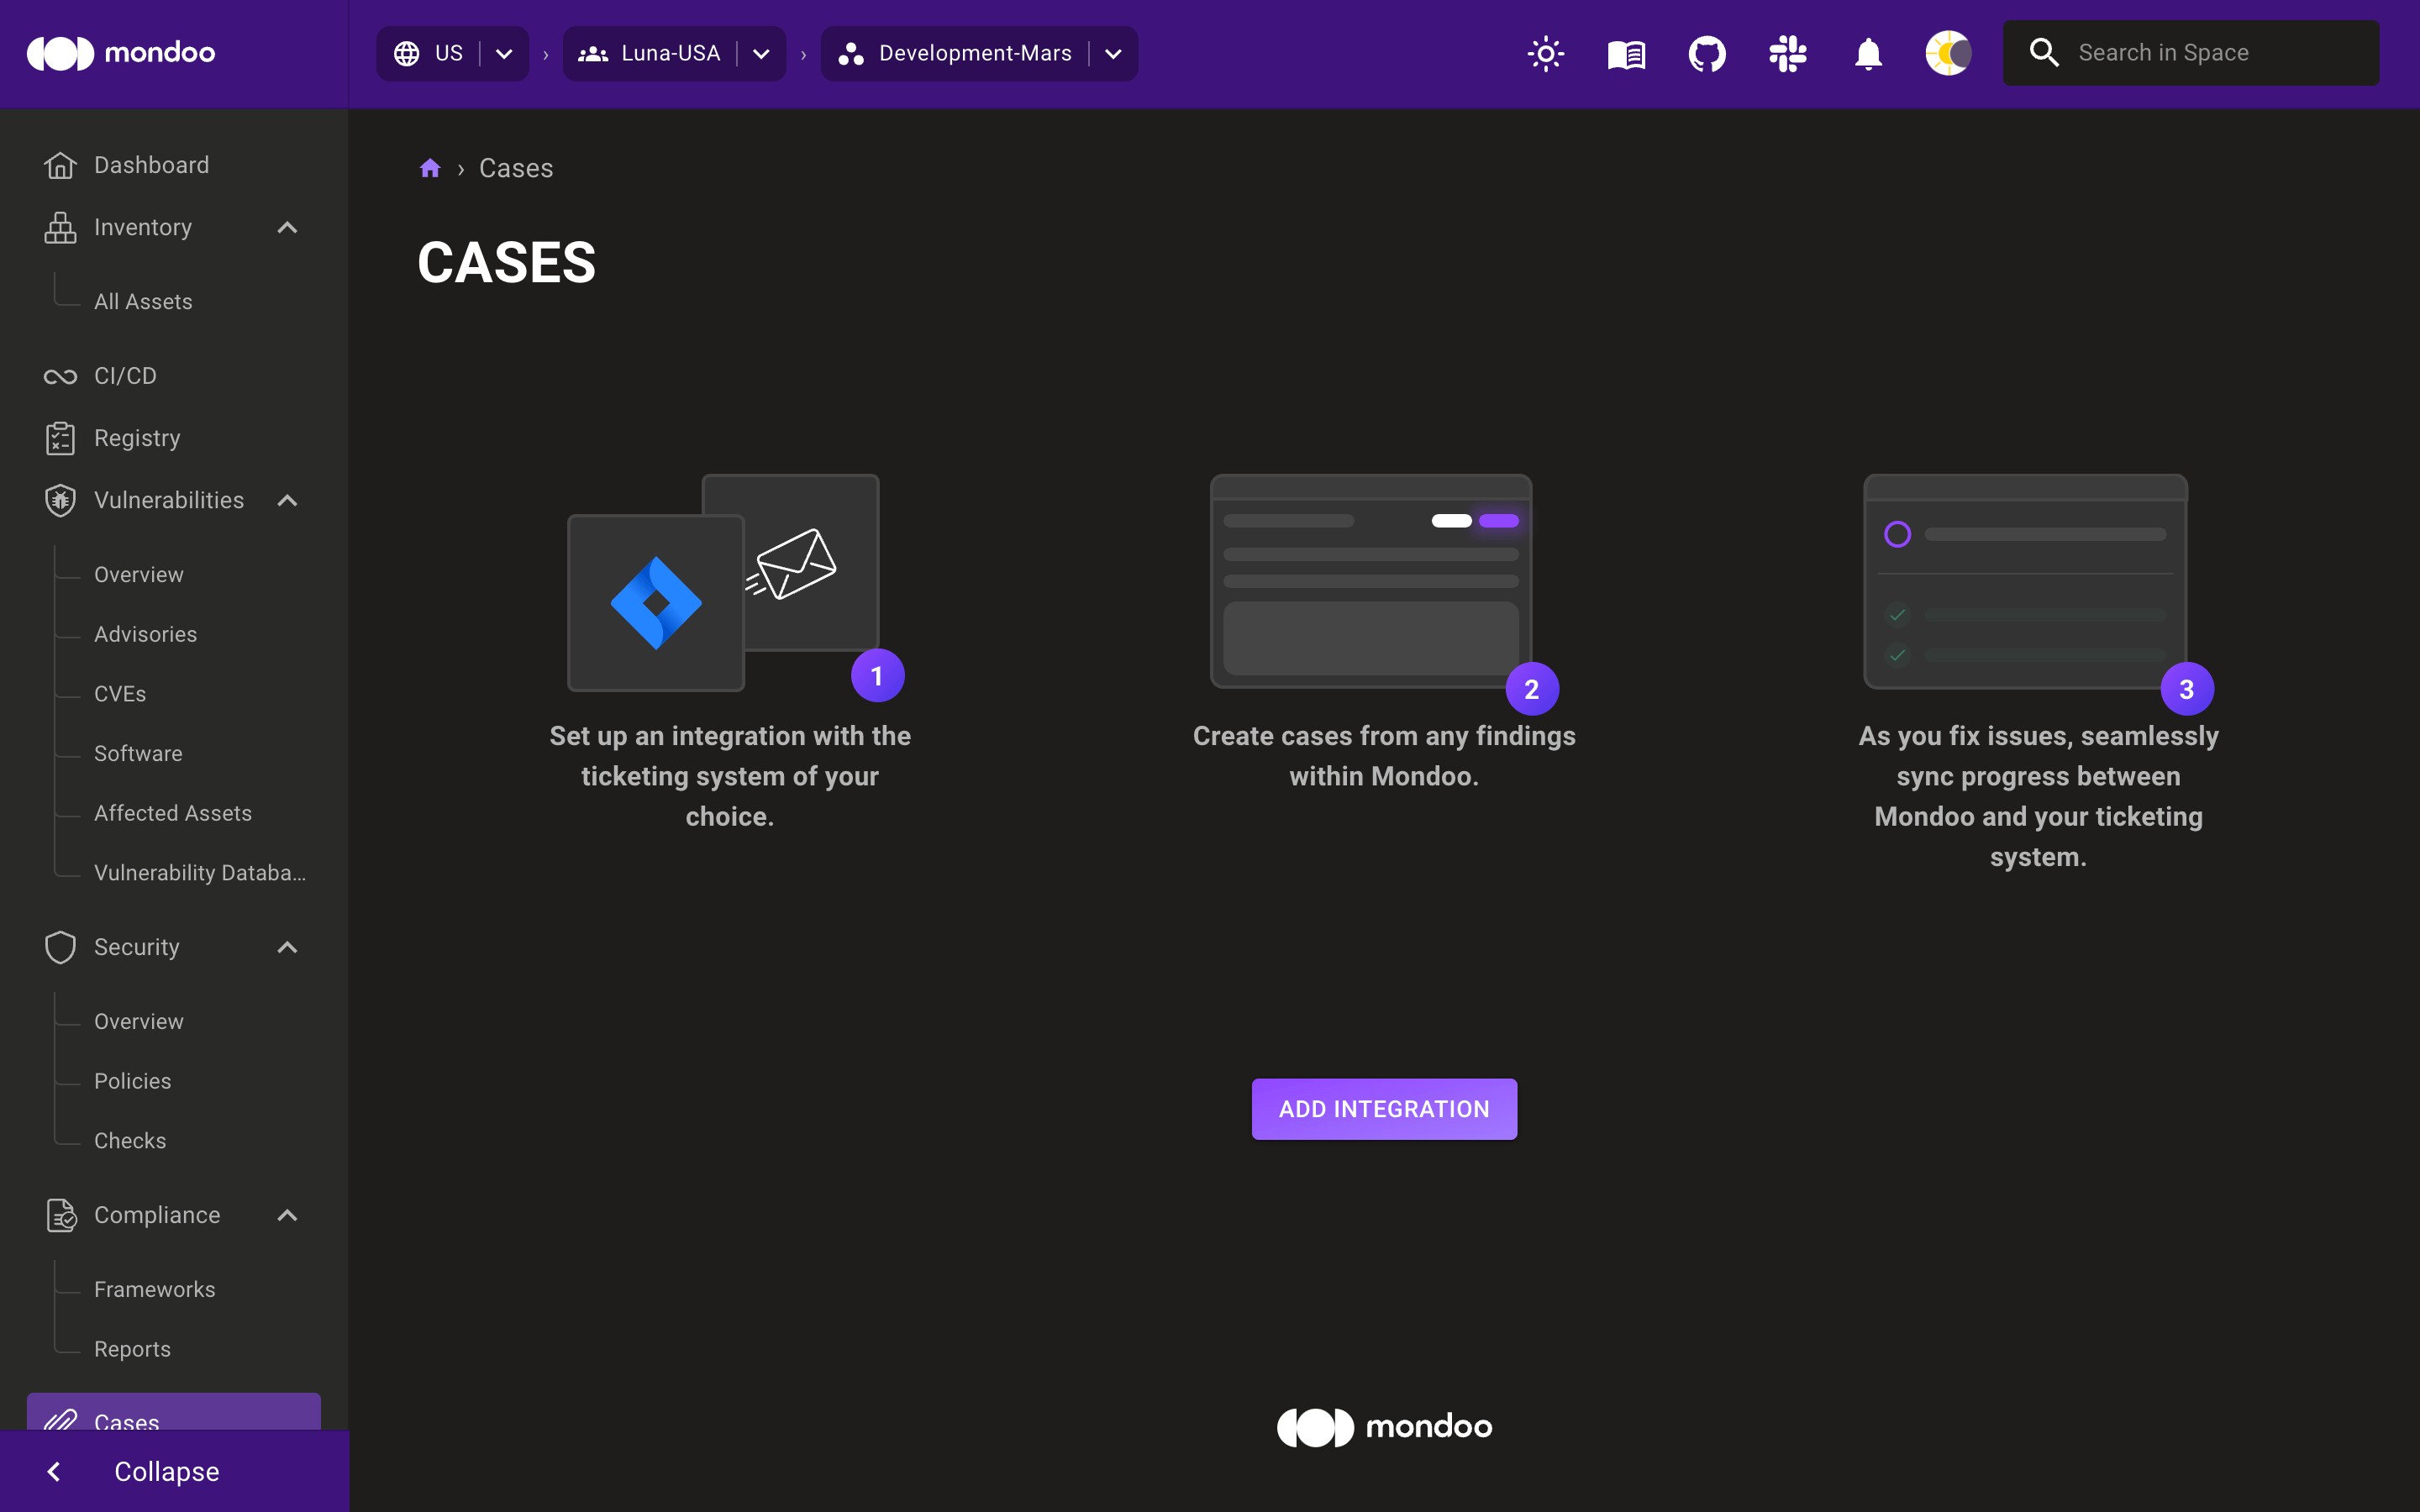 mondoo
US
Luna-USA
Development-Mars
Search in Space
Dashboard
Inventory
All Assets
CI/CD
Registry
Vulnerabilities
Overview
Advisories
CVEs
Software
Affected Assets
Vulnerability Databa...
Security
Overview
Policies
Checks
Compliance
Frameworks
Reports
Cases
Collapse
› Cases
CASES
1
Set up an integration with the
ticketing system of your
choice.
2
Create cases from any findings
within Mondoo.
3
As you fix issues, seamlessly
sync progress between
Mondoo and your ticketing
system.
ADD INTEGRATION
mondoo